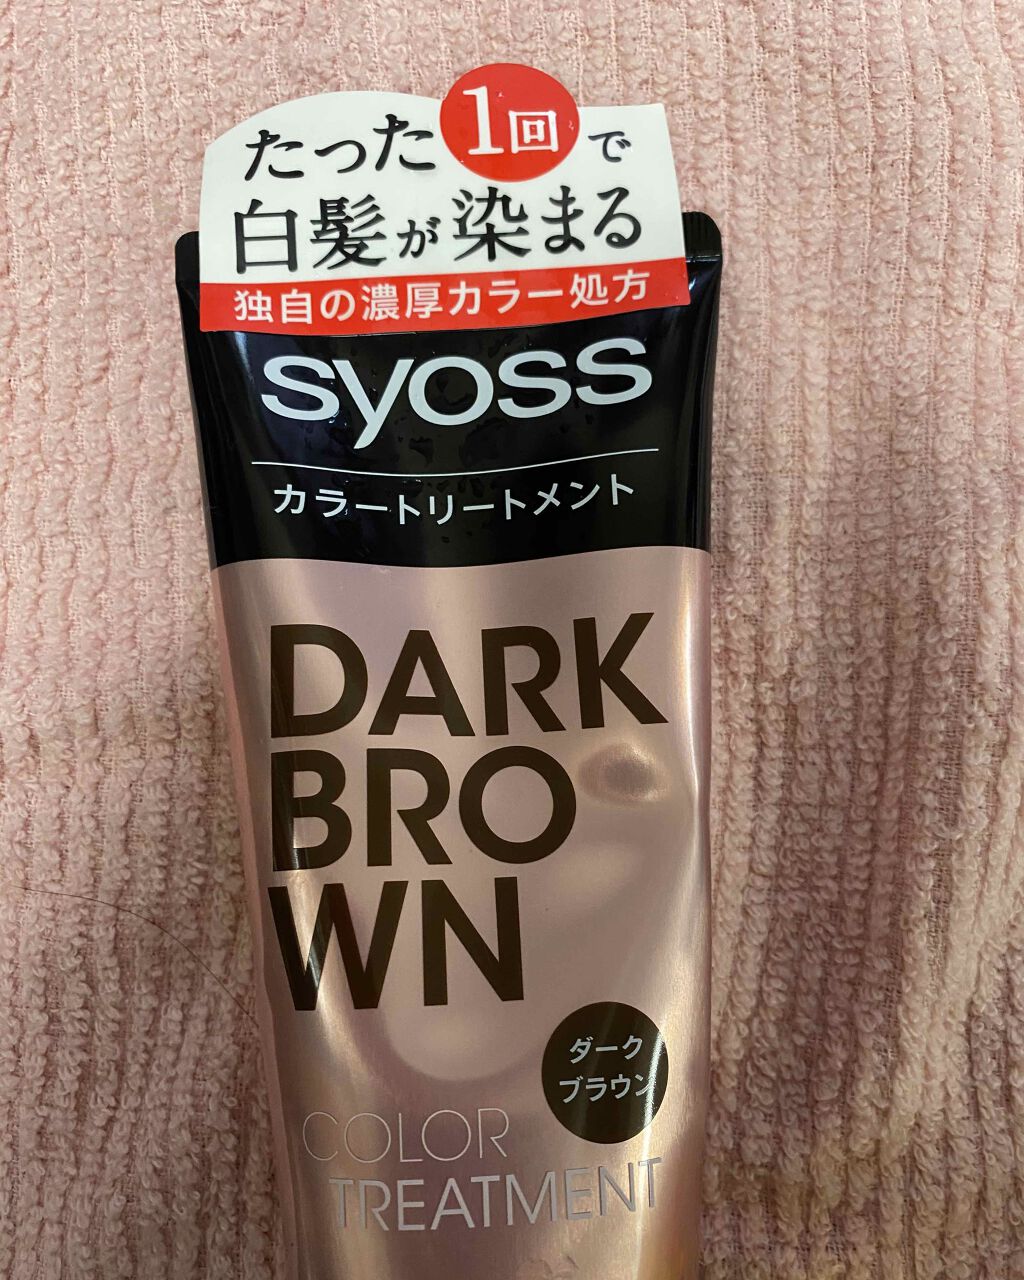 たった1回で
白髪が染まる
独自の濃厚カラー処方
syoss
カラートリートメント
DARK
BRO
WN
ダーク
ブラウン
COLOR
TREATMENT